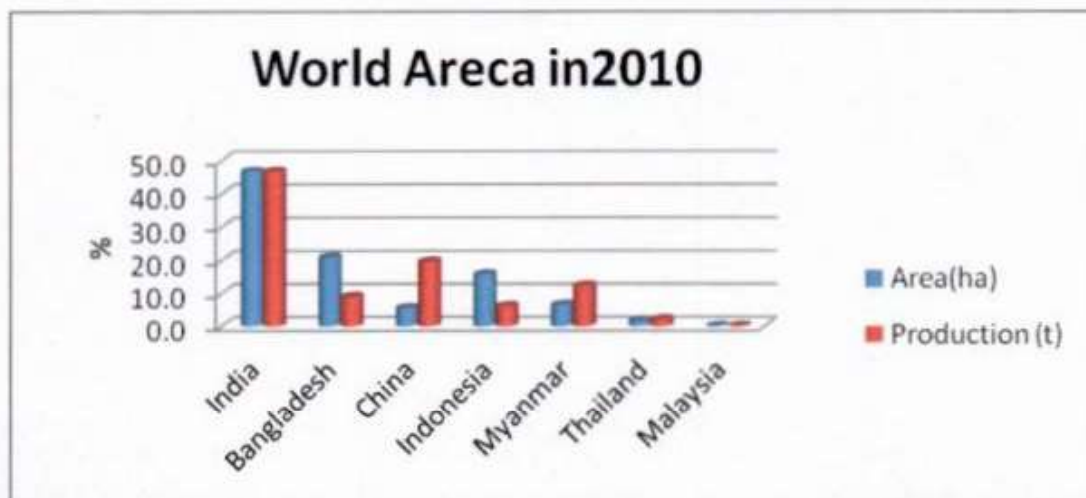 World Areca in2010
50.0
40.0
30.0
20.0
10.0
0.0
%
India
Bangladesh
China
Indonesia
Myanmar
Thailand
Malaysia
Area(ha)
Production (t)